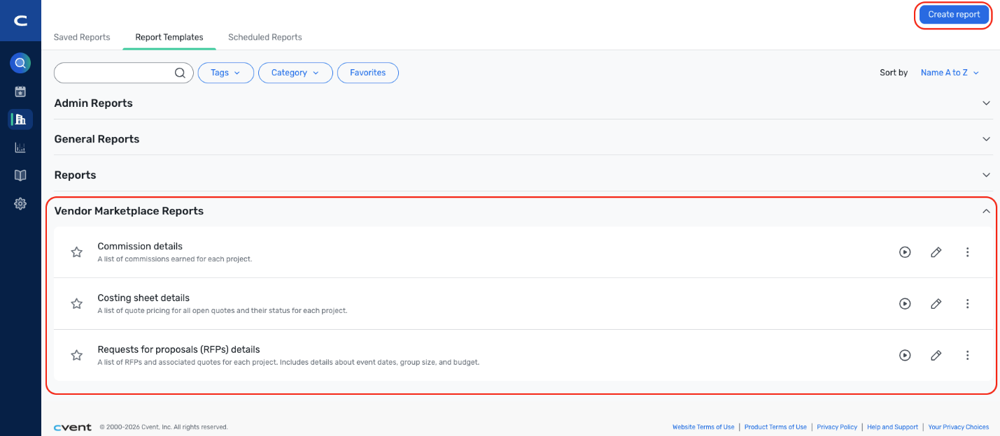 Create report
Saved Reports Report Templates Scheduled Reports
Tags Category Favorites Sort by Name A to Z
Admin Reports
General Reports
Reports
Vendor Marketplace Reports
Commission details
A list of commissions earned for each project.
Costing sheet details
A list of quote pricing for all open quotes and their status for each project.
Requests for proposals (RFPs) details
A list of RFPs and associated quotes for each project. Includes details about event dates, group size, and budget.
cvent © 2000-2026 Cvent, Inc. All rights reserved. Website Terms of Use | Product Terms of Use | Privacy Policy | Help and Support | Your Privacy Choices